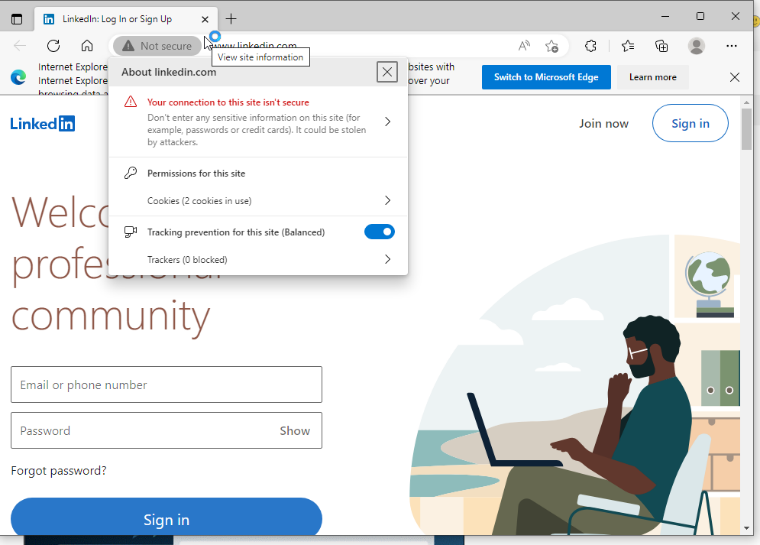 LinkedIn: Log In or Sign Up
Not secure
www.linkedin.com
View site information
Internet Explore
bsites with
Internet Explore
over your
browsing data a
Switch to Microsoft Edge
Learn more
About linkedin.com
Your connection to this site isn't secure
Don't enter any sensitive information on this site (for
example, passwords or credit cards). It could be stolen
by attackers.
Permissions for this site
Cookies (2 cookies in use)
Tracking prevention for this site (Balanced)
Trackers (0 blocked)
Linkedin
Join now
Sign in
Welco
professional
community
Email or phone number
Password
Show
Forgot password?
Sign in